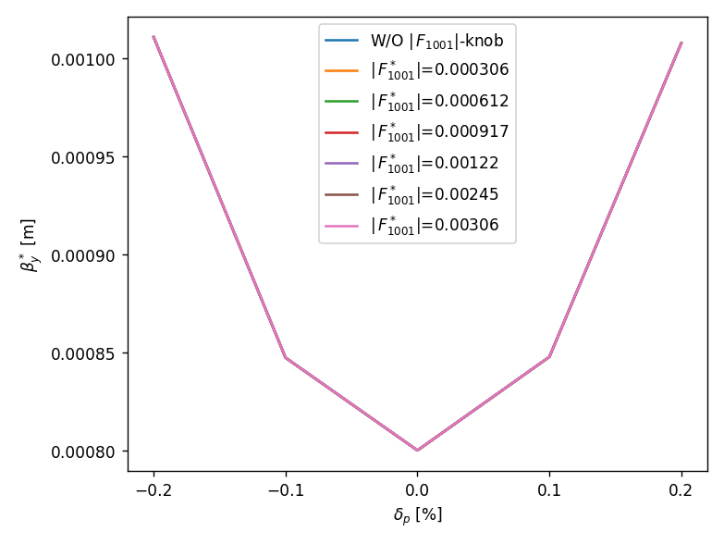 W/O |F1001|-knob
|F*1001|=0.000306
|F*1001|=0.000612
|F*1001|=0.000917
|F*1001|=0.00122
|F*1001|=0.00245
|F*1001|=0.00306
0.00100
0.00095
0.00090
0.00085
0.00080
β*y [m]
−0.2 −0.1 0.0 0.1 0.2
δp [%]